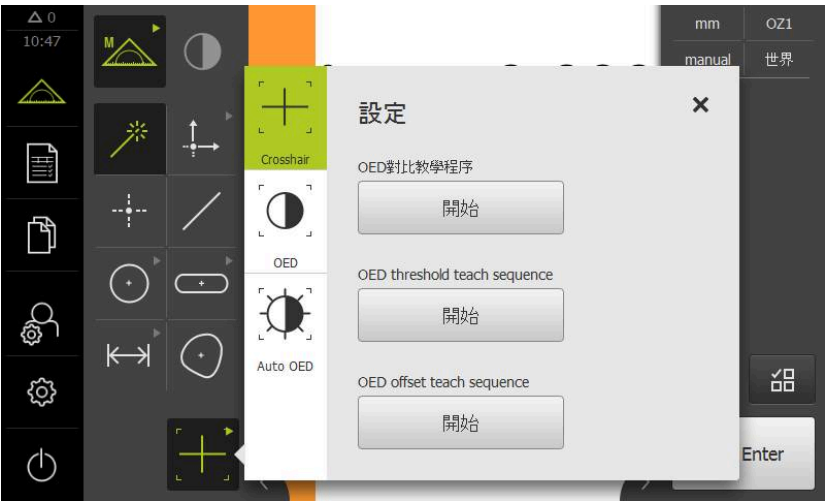 0
10:47
M
mm
OZ1
manual
世界
Crosshair
OED
Auto OED
設定
OED對比教學程序
開始
OED threshold teach sequence
開始
OED offset teach sequence
開始
Enter